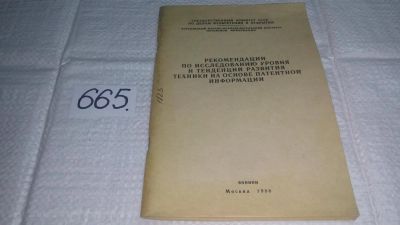 ГОСУДАРСТВЕННЫЙ КОМИТЕТ СССР
ПО ДЕЛАМ ИЗОБРЕТЕНИЙ И ОТКРЫТИЙ
РЕКОМЕНДАЦИИ
ПО ИССЛЕДОВАНИЮ УРОВНЯ
И ТЕНДЕНЦИЙ РАЗВИТИЯ
ТЕХНИКИ НА ОСНОВЕ ПАТЕНТНОЙ
ИНФОРМАЦИИ
665.
ВНИИПИ
Москва